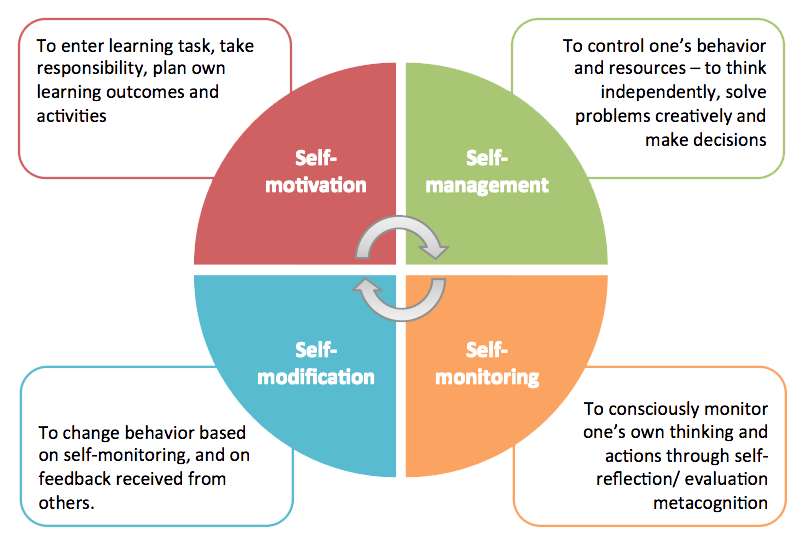 To enter learning task, take
responsibility, plan own
learning outcomes and
activities
To control one's behavior
and resources – to think
independently, solve
problems creatively and
make decisions
Self-
motivation
Self-
management
Self-
modification
Self-
monitoring
To change behavior based
on self-monitoring, and on
feedback received from
others.
To consciously monitor
one's own thinking and
actions through self-
reflection/ evaluation
metacognition